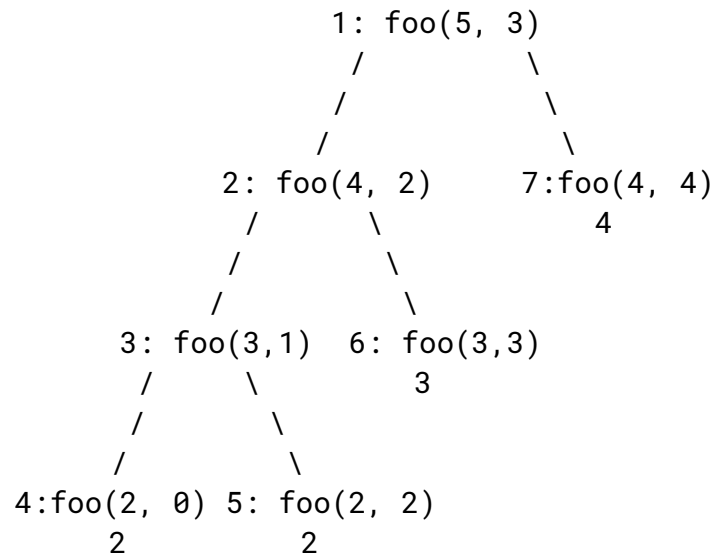 1: foo(5, 3)
/ \
/ \
/ \
2: foo(4, 2) 7:foo(4, 4)
/ \ 4
/ \
/ \
3: foo(3,1) 6: foo(3,3)
/ \ 3
/ \
/ \
4:foo(2, 0) 5: foo(2, 2)
2 2